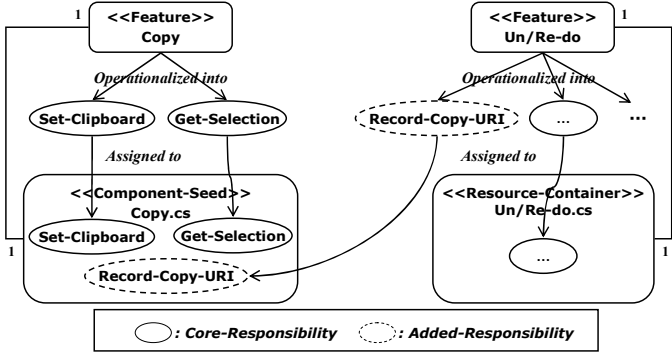 1
<<Feature>>
Copy
<<Feature>>
Un/Re-do
1
Operationalized into
Operationalized into
Set-Clipboard
Get-Selection
Record-Copy-URI
...
...
Assigned to
Assigned to
<<Component-Seed>>
Copy.cs
<<Resource-Container>>
Un/Re-do.cs
Set-Clipboard
Get-Selection
1
...
1
Record-Copy-URI
: Core-Responsibility
: Added-Responsibility